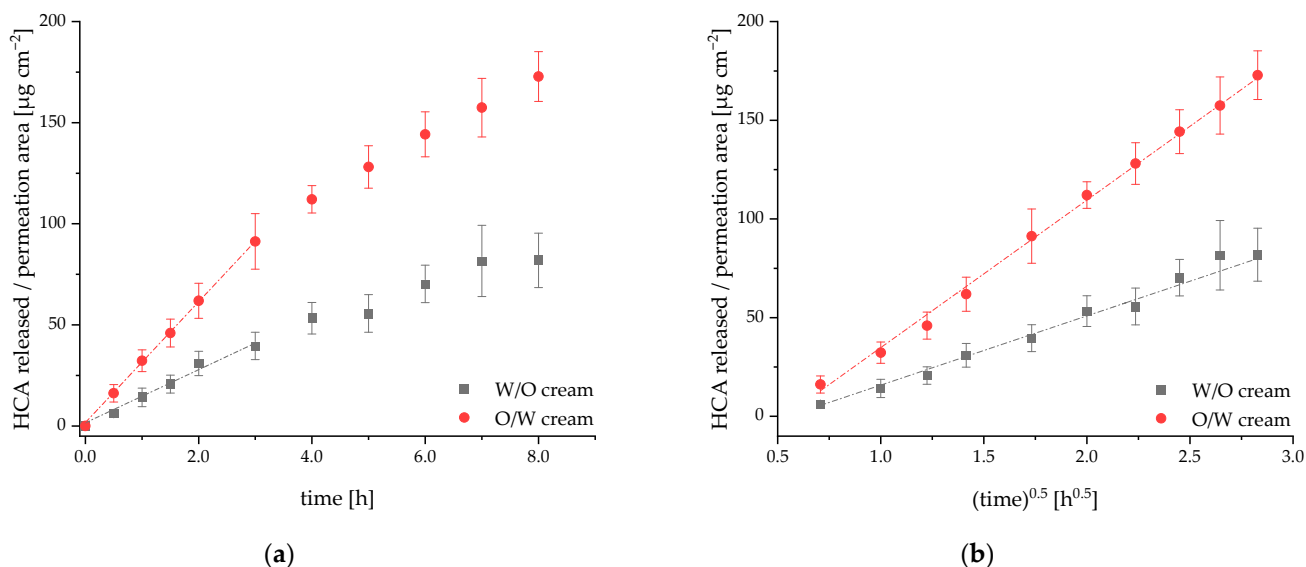 200
150
100
50
0
HCA released / permeation area [µg cm⁻²]
0.0
2.0
4.0
6.0
8.0
time [h]
W/O cream
O/W cream
(a)
200
150
100
50
0
HCA released / permeation area [µg cm⁻²]
0.5
1.0
1.5
2.0
2.5
3.0
(time)⁰·⁵ [h⁰·⁵]
W/O cream
O/W cream
(b)